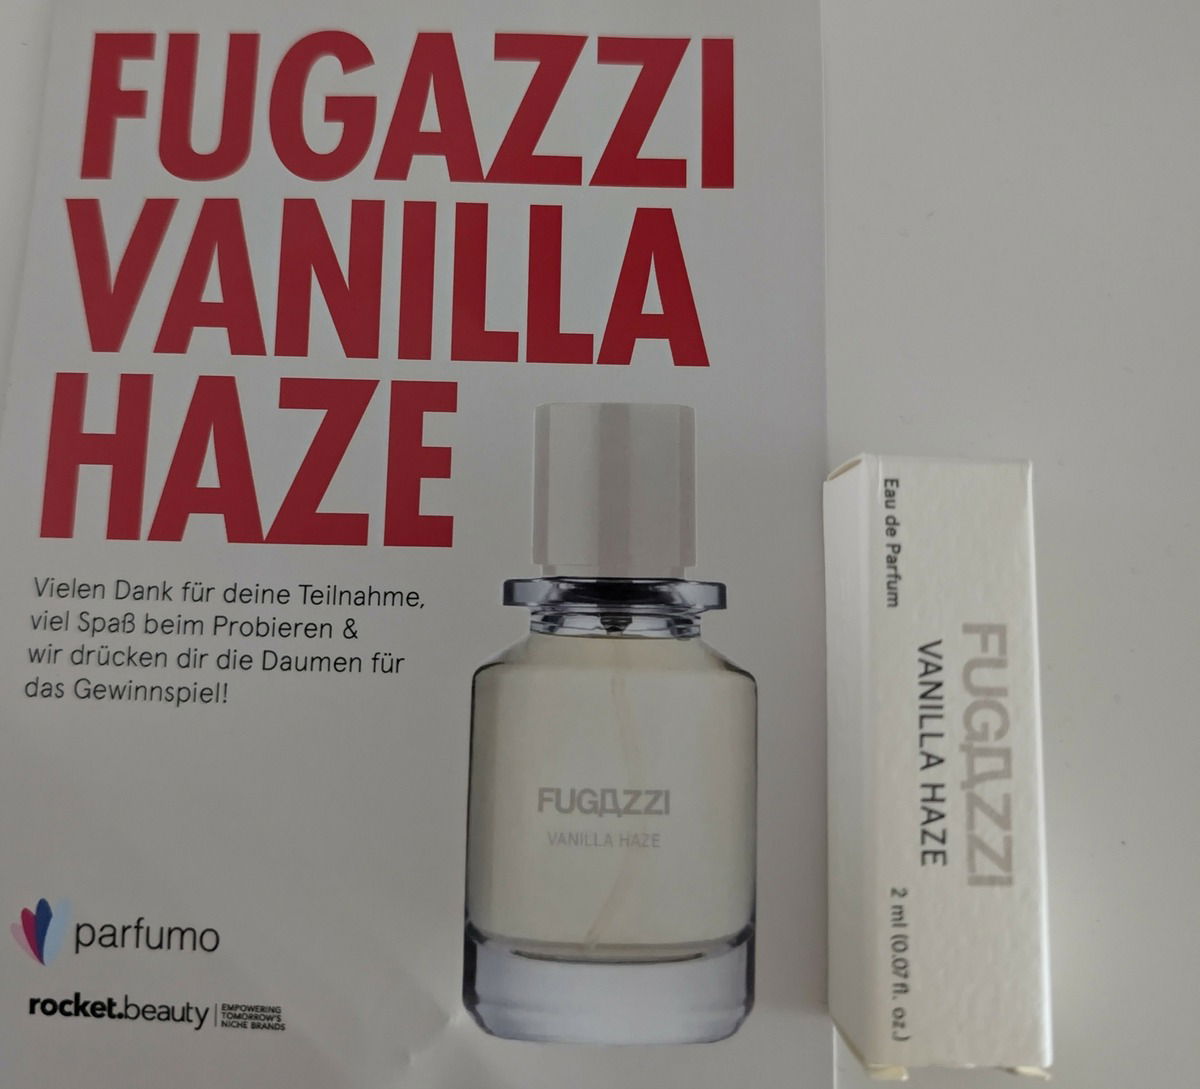 FUGAZZI
VANILLA
HAZE
Vielen Dank für deine Teilnahme,
viel Spaß beim Probieren &
wir drücken dir die Daumen für
das Gewinnspiel!
FUGДZZI
VANILLA HAZE
parfumo
rocket.beauty
EMPOWERING
TOMORROW'S
NICHE BRANDS
FUGДZZI
VANILLA HAZE
Eau de Parfum
2 ml (0.07 fl. oz.)